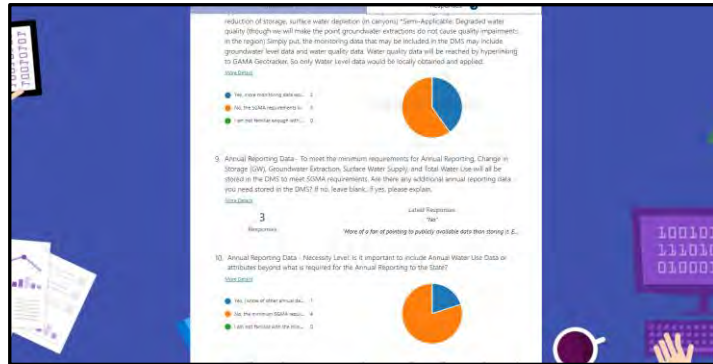 reduction of storage, surface water depletion (in canyons) *Semi-Applicable: Degraded water
quality (though we will make the point groundwater extractions do not cause quality impairments
in the region) Simply put, the monitoring data that may be included in the DMS may include
groundwater level data and water quality data. Water quality data will be reached by hyperlinking
to GAMA Geotracker. So only Water Level data would be locally obtained and applied.
More Details
Yes, more monitoring data
No, the SGMA requirements
I am not familiar enough with
0
9. Annual Reporting Data - To meet the minimum requirements for Annual Reporting, Change in
Storage (GW), Groundwater Extraction, Surface Water Supply, and Total Water Use will all be
stored in the DMS to meet SGMA requirements. Are there any additional annual reporting data
you need stored in the DMS? If no, leave blank, if yes, please explain.
More Details
3
Responses
Latest Responses
"More of a fan of pointing to publicly available data than storing it. E...
10. Annual Reporting Data - Necessity Level: Is it important to include Annual Water Use Data or
attributes beyond what is required for the Annual Reporting to the State?
More Details
Yes, 1
No, the minimum SGMA 4
I am not familiar with the 0